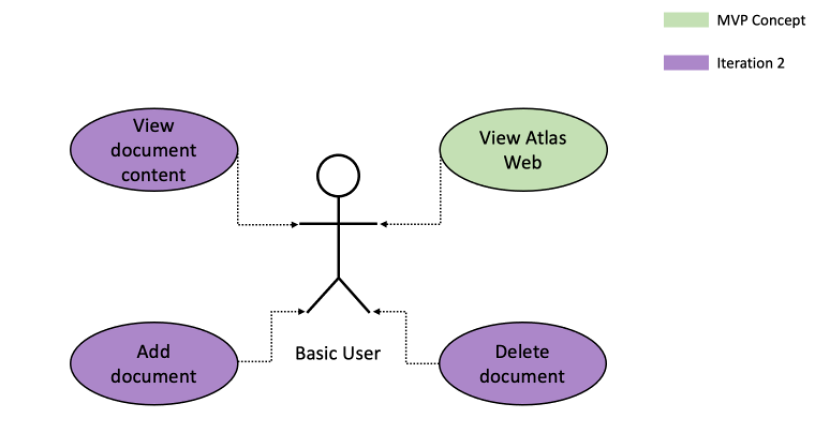 MVP Concept
Iteration 2
View
document
content
View Atlas
Web
Add
document
Basic User
Delete
document